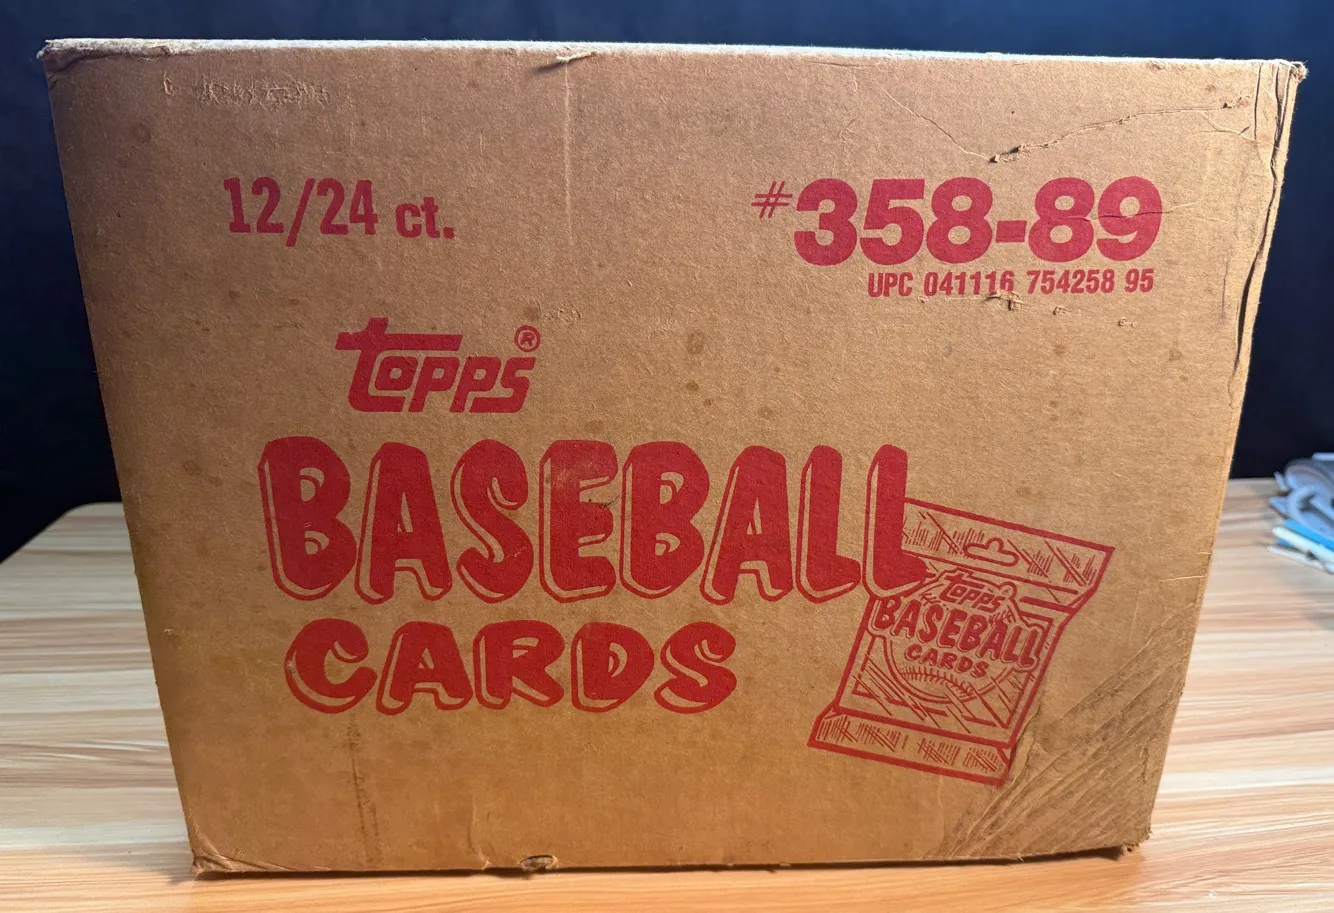 12/24 ct.
#358-89
UPC 041116 754258 95
topps®
BASEBALL
CARDS
topps
BASEBALL
CARDS